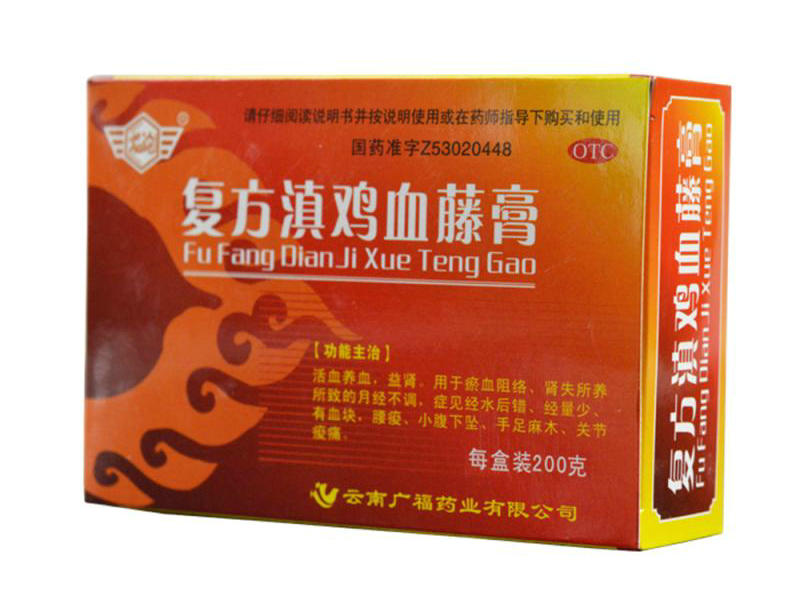 请仔细阅读说明书并按说明使用或在药师指导下购买和使用
国药准字Z53020448
OTC
复方滇鸡血藤膏
Fu Fang Dian Ji Xue Teng Gao
【功能主治】
活血养血，益肾。用于瘀血阻络、肾失所养
所致的月经不调，症见经水后错、经量少、
有血块，腰痠、小腹下坠、手足麻木、关节
痠痛。
每盒装200克
云南广福药业有限公司
复方滇鸡血藤膏
Fu Fang Dian Ji Xue Teng Gao